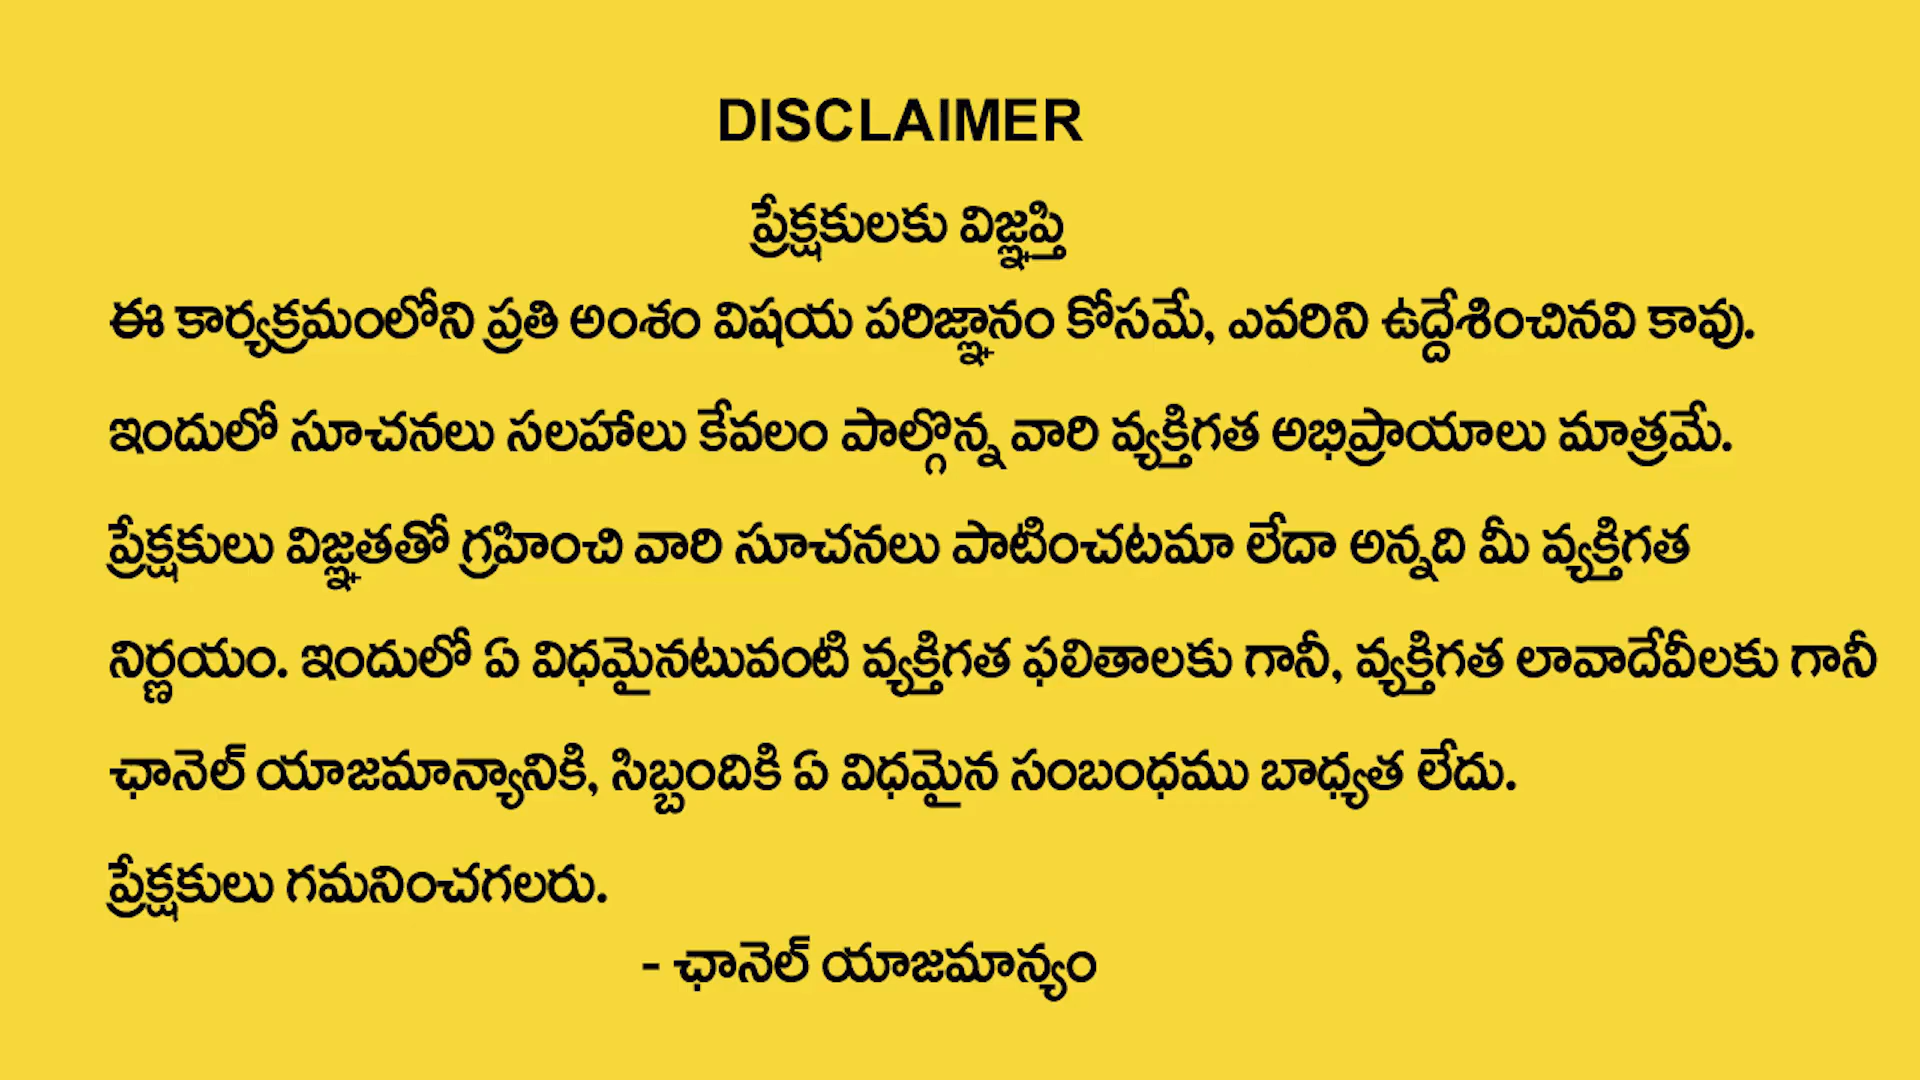 DISCLAIMER
ప్రేక్షకులకు విజ్ఞప్తి
ఈ కార్యక్రమంలోని ప్రతి అంశం విషయ పరిజ్ఞానం కోసమే, ఎవరిని ఉద్దేశించినవి కావు.
ఇందులో సూచనలు సలహాలు కేవలం పాల్గొన్న వారి వ్యక్తిగత అభిప్రాయాలు మాత్రమే.
ప్రేక్షకులు విజ్ఞతతో గ్రహించి వారి సూచనలు పాటించటమా లేదా అన్నది మీ వ్యక్తిగత
నిర్ణయం. ఇందులో ఏ విధమైనటువంటి వ్యక్తిగత ఫలితాలకు గానీ, వ్యక్తిగత లావాదేవీలకు గానీ
ఛానెల్ యాజమాన్యానికి, సిబ్బందికి ఏ విధమైన సంబంధము బాధ్యత లేదు.
ప్రేక్షకులు గమనించగలరు.
- ఛానెల్ యాజమాన్యం